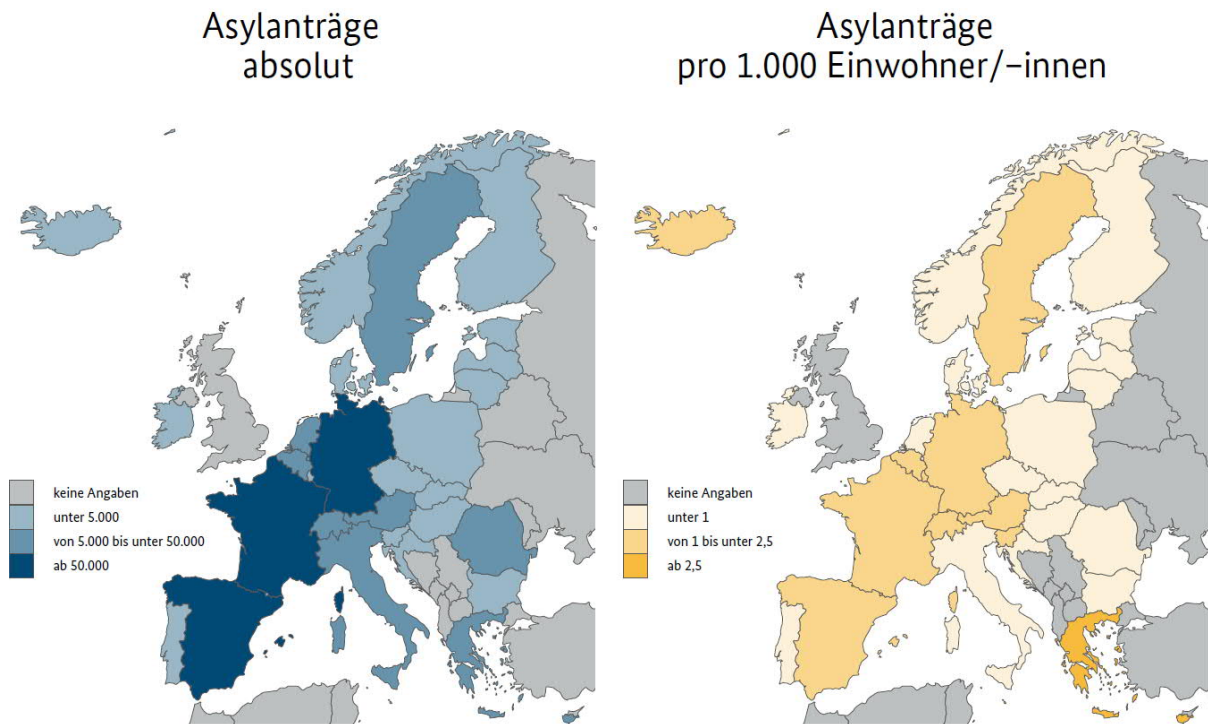 Asylanträge
absolut
keine Angaben
unter 5.000
von 5.000 bis unter 50.000
ab 50.000
Asylanträge
pro 1.000 Einwohner/-innen
keine Angaben
unter 1
von 1 bis unter 2,5
ab 2,5